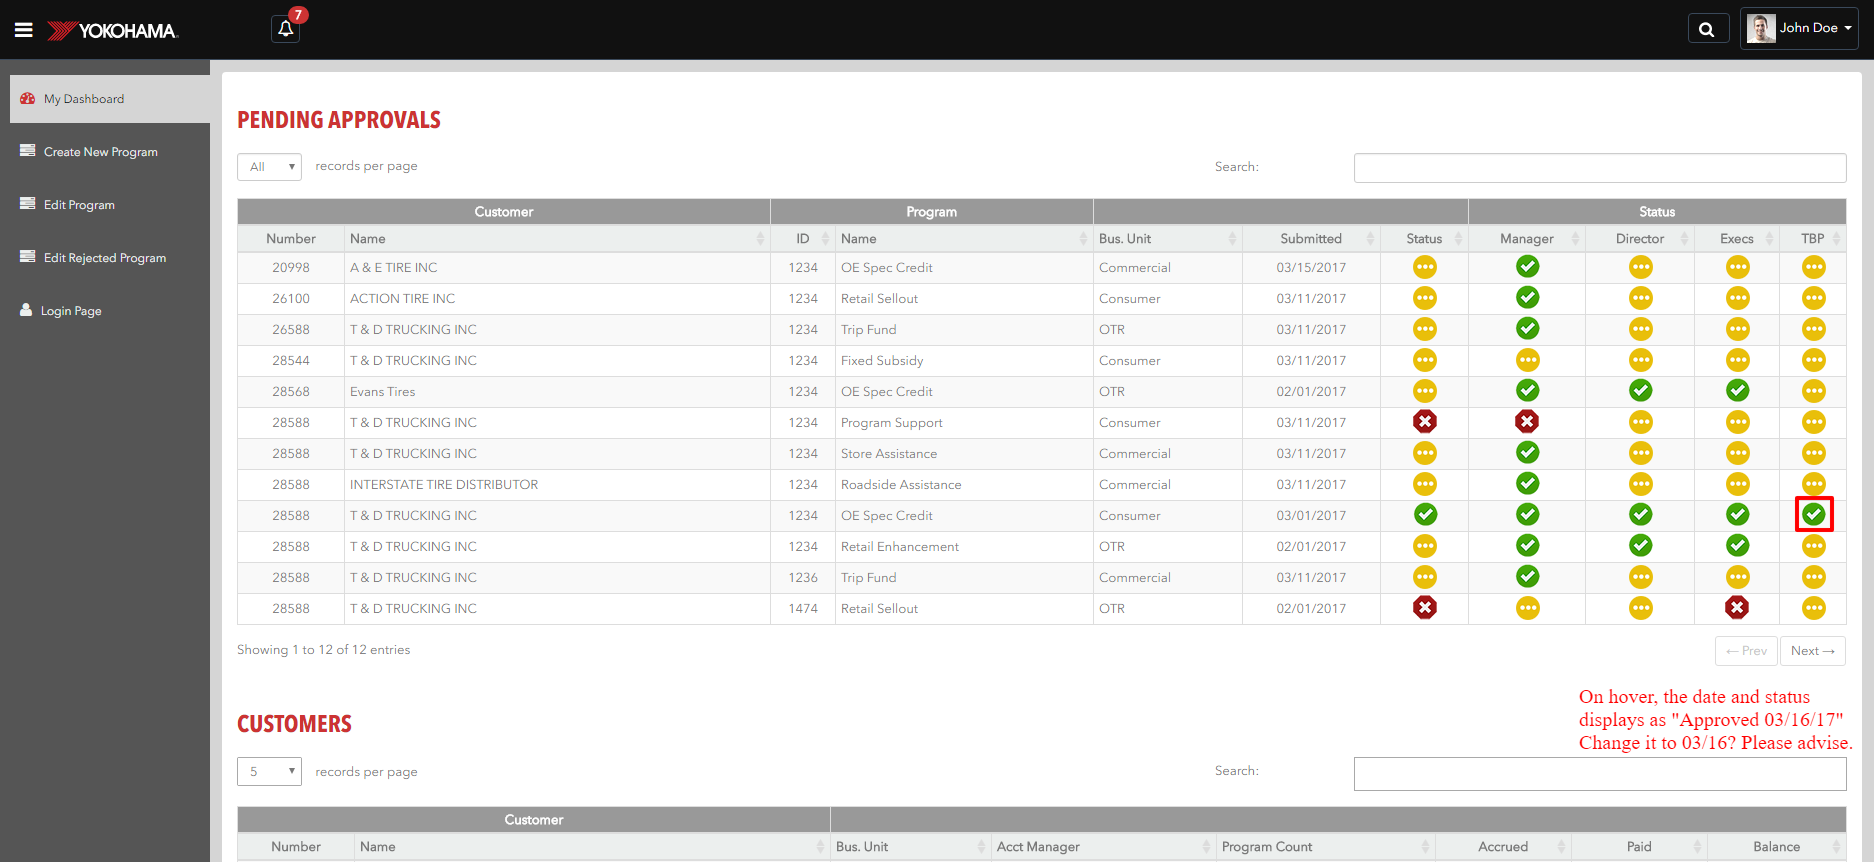 YOKOHAMA
7
John Doe
My Dashboard
Create New Program
Edit Program
Edit Rejected Program
Login Page
PENDING APPROVALS
All records per page Search:
Customer Program Status
Number Name ID Name Bus. Unit Submitted Status Manager Director Execs TBP
20998 A & E TIRE INC 1234 OE Spec Credit Commercial 03/15/2017
26100 ACTION TIRE INC 1234 Retail Sellout Consumer 03/11/2017
26588 T & D TRUCKING INC 1234 Trip Fund OTR 03/11/2017
28544 T & D TRUCKING INC 1234 Fixed Subsidy Consumer 03/11/2017
28568 Evans Tires 1234 OE Spec Credit OTR 02/01/2017
28588 T & D TRUCKING INC 1234 Program Support Consumer 03/11/2017
28588 T & D TRUCKING INC 1234 Store Assistance Commercial 03/11/2017
28588 INTERSTATE TIRE DISTRIBUTOR 1234 Roadside Assistance Commercial 03/11/2017
28588 T & D TRUCKING INC 1234 OE Spec Credit Consumer 03/01/2017
28588 T & D TRUCKING INC 1234 Retail Enhancement OTR 02/01/2017
28588 T & D TRUCKING INC 1236 Trip Fund Commercial 03/11/2017
28588 T & D TRUCKING INC 1474 Retail Sellout OTR 02/01/2017
Showing 1 to 12 of 12 entries
← Prev Next →
On hover, the date and status
displays as "Approved 03/16/17"
Change it to 03/16? Please advise.
CUSTOMERS
5 records per page Search:
Customer
Number Name Bus. Unit Acct Manager Program Count Accrued Paid Balance